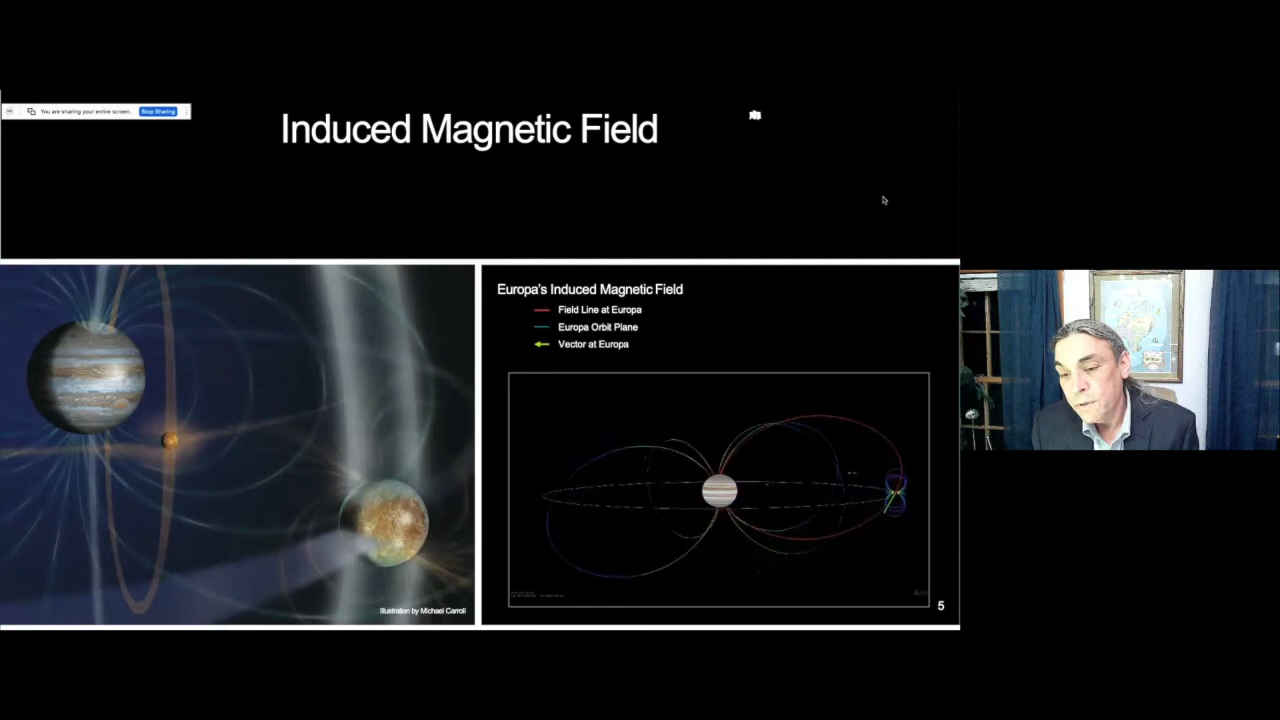 You are sharing your entire screen.
Stop Sharing
Induced Magnetic Field
Europa's Induced Magnetic Field
Field Line at Europa
Europa Orbit Plane
Vector at Europa
Illustration by Michael Carroll
5